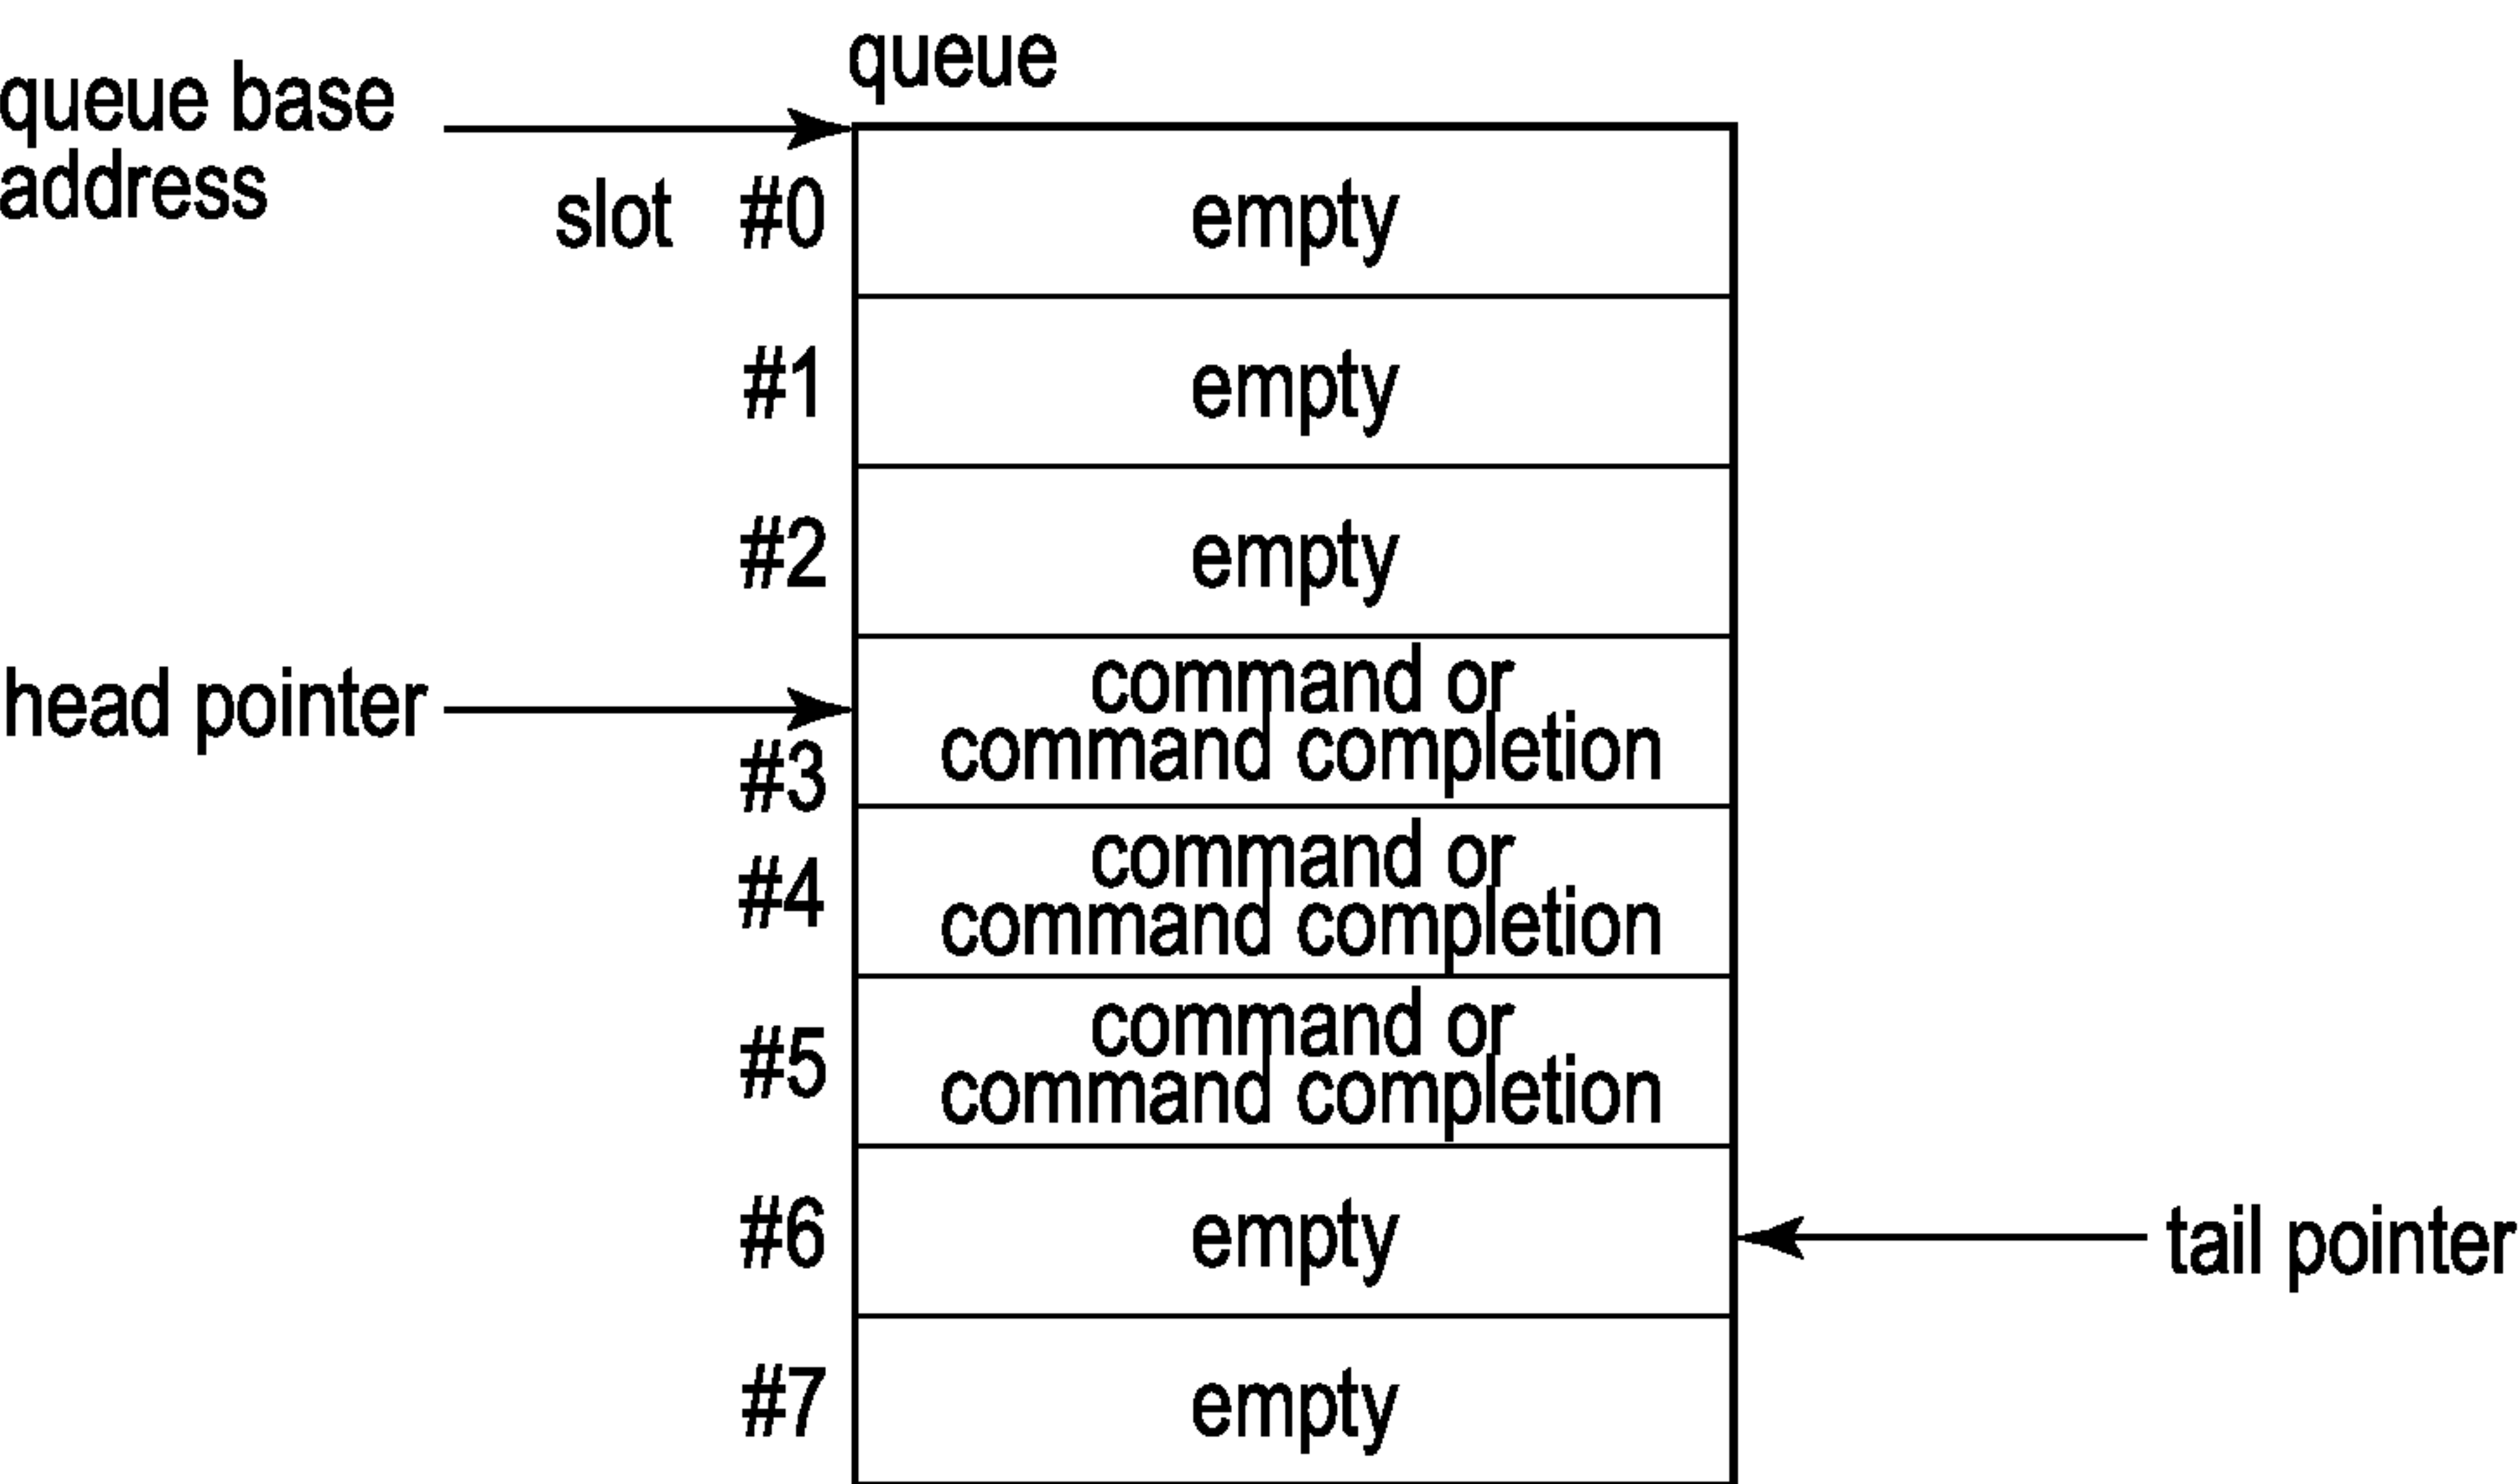 queue
queue base
address
slot #0 empty
#1 empty
#2 empty
head pointer
command or
#3 command completion
command or
#4 command completion
command or
#5 command completion
#6 empty tail pointer
#7 empty